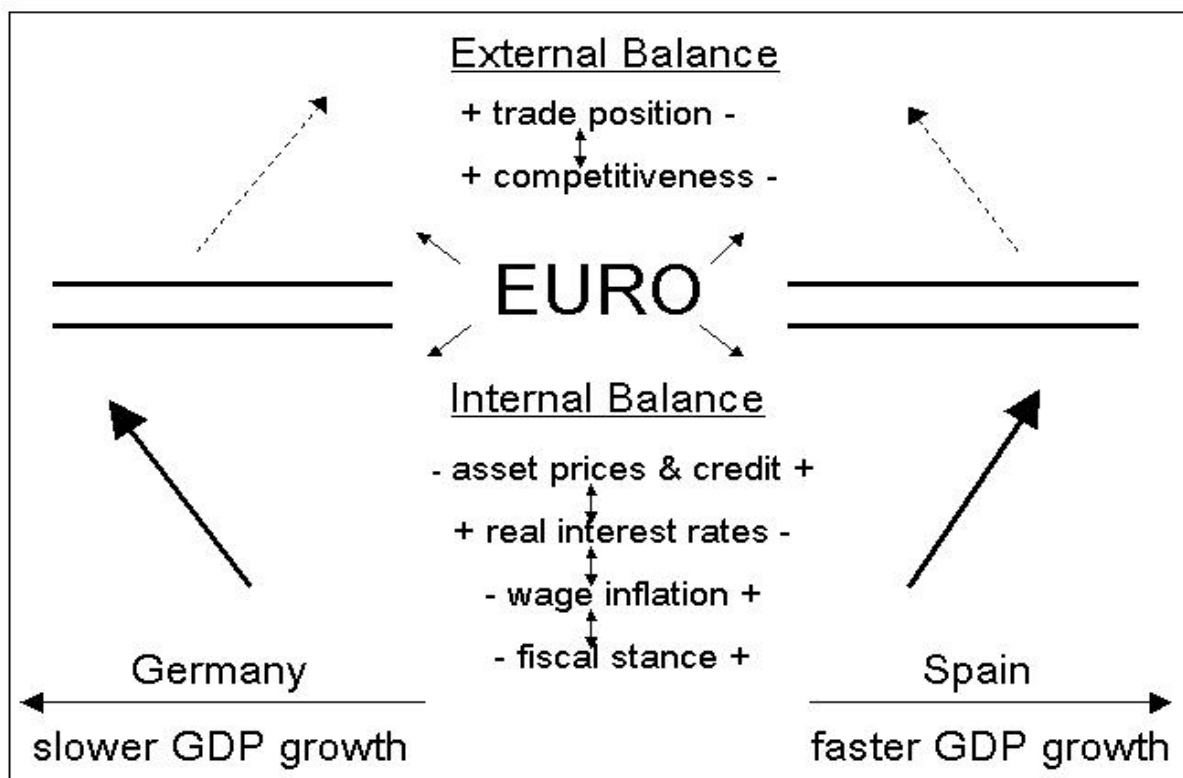 External Balance
+ trade position -
+ competitiveness -
EURO
Internal Balance
- asset prices & credit +
+ real interest rates -
- wage inflation +
- fiscal stance +
Germany
slower GDP growth
Spain
faster GDP growth